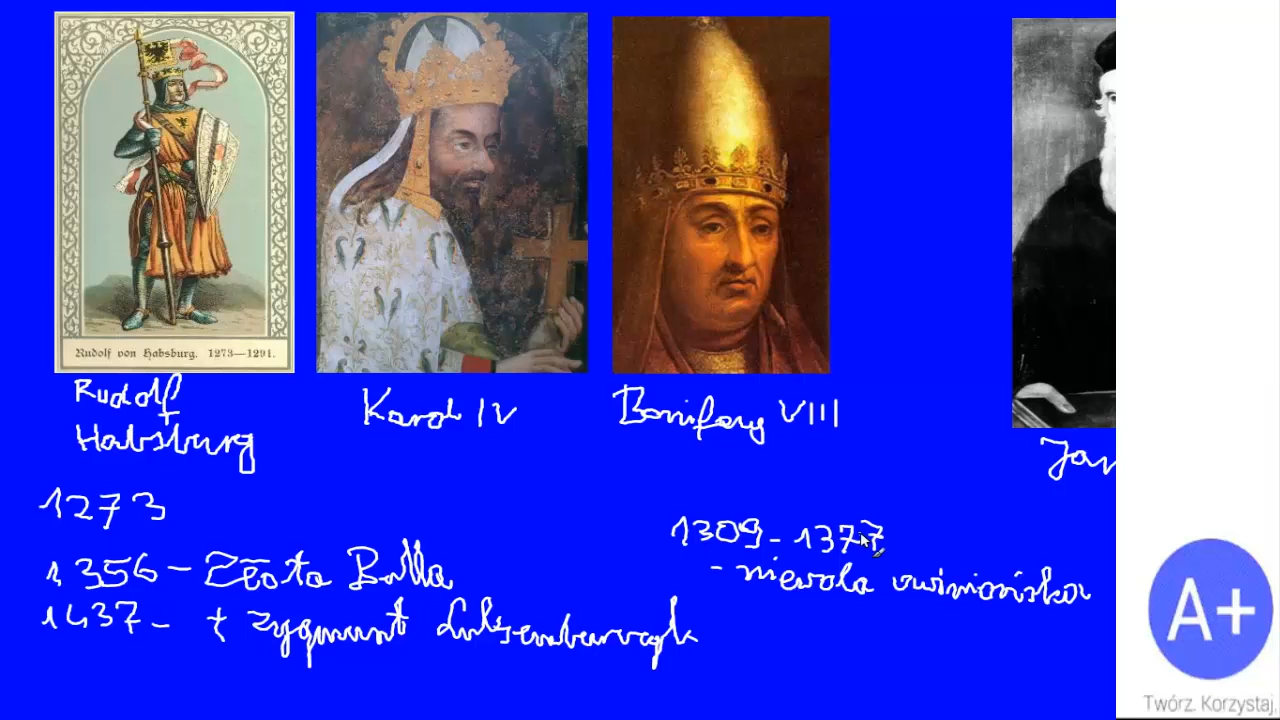 Rudolf von Habsburg. 1273—1291.
Rudolf
Habsburg
Karol IV
Bonifacy VIII
Jan
1273
1356 - Złota Bulla
1437 - † Zygmunt Luksemburczyk
1309 - 1377
- niewola awiniońska
A+
Twórz. Korzystaj.